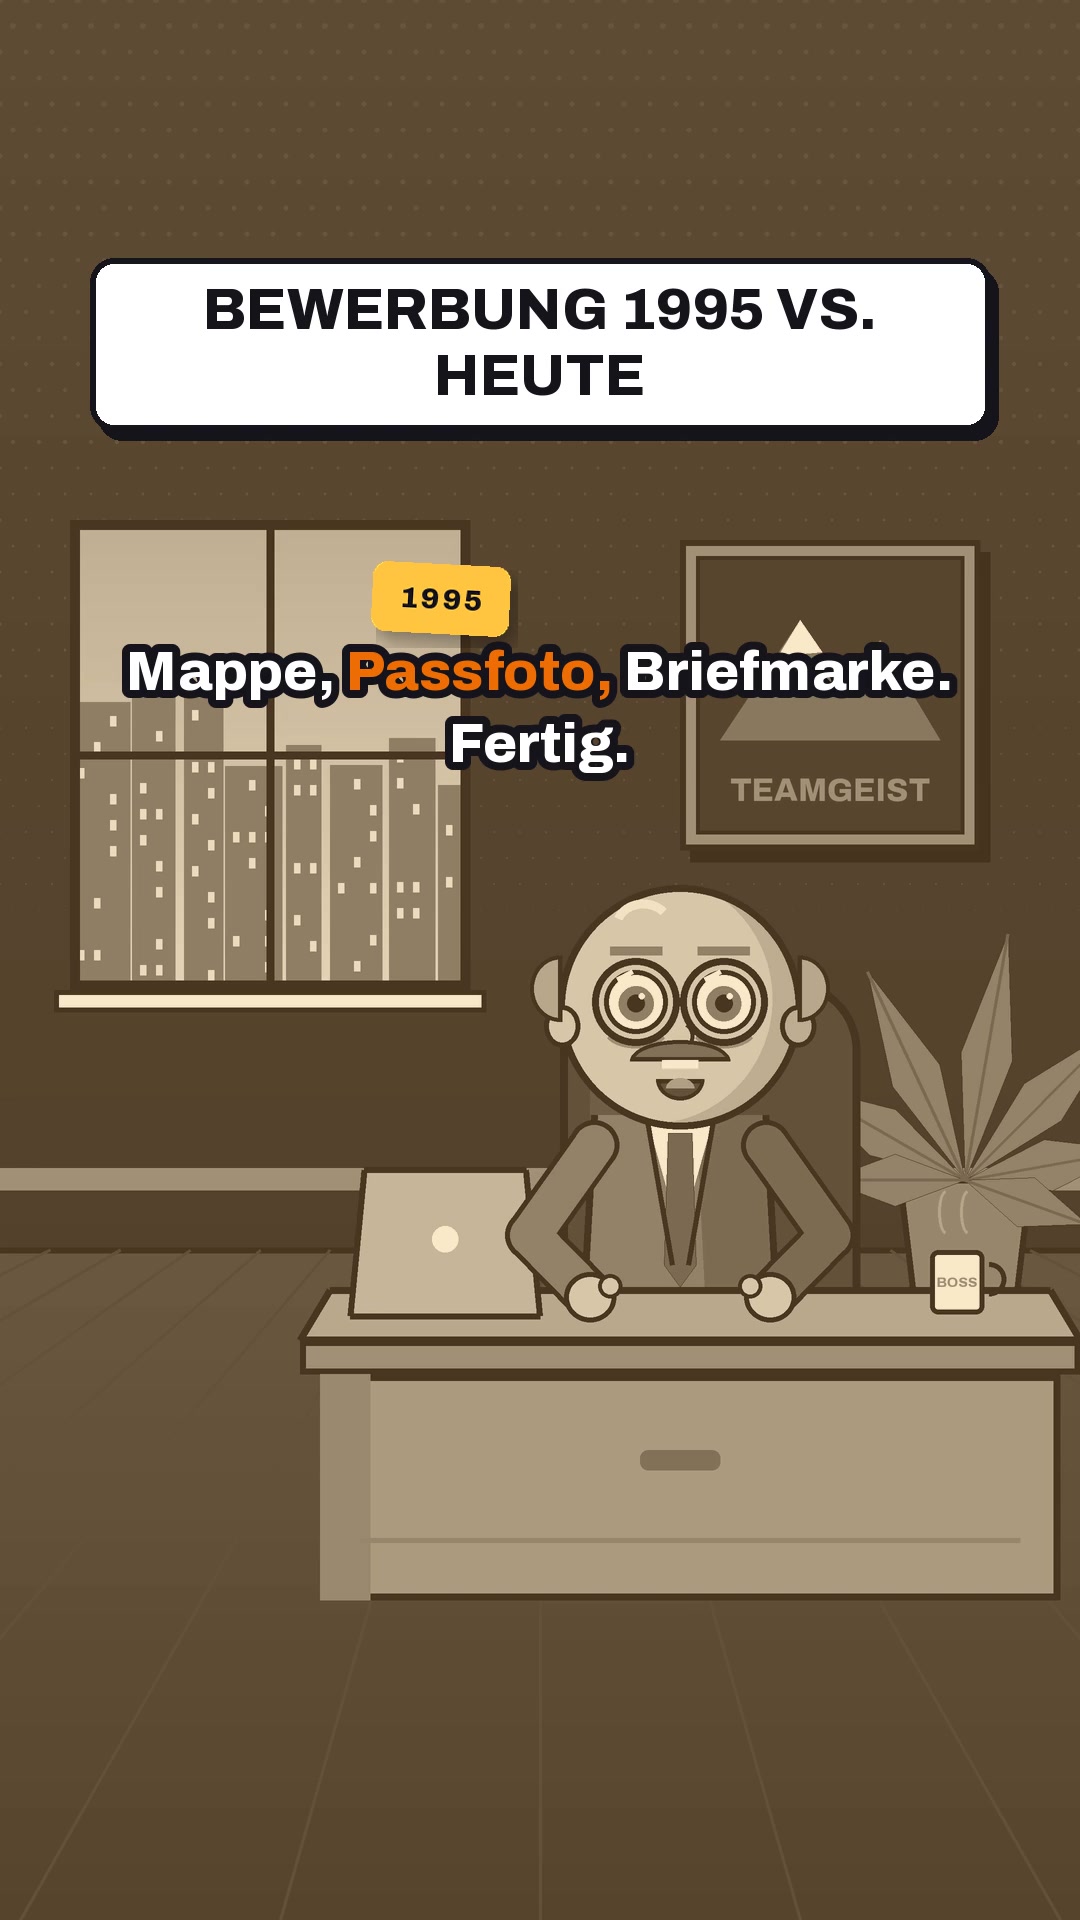 BEWERBUNG 1995 VS.
HEUTE
1995
Mappe, Passfoto, Briefmarke.
Fertig.
TEAMGEIST
BOSS